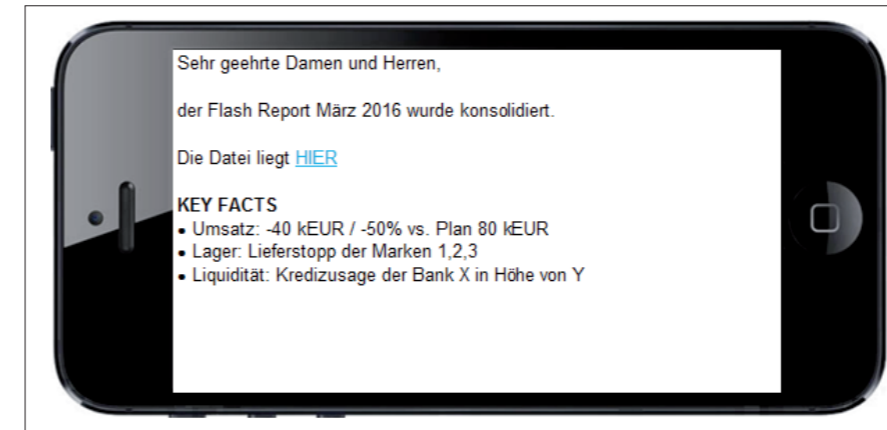 Sehr geehrte Damen und Herren,
der Flash Report März 2016 wurde konsolidiert.
Die Datei liegt HIER
KEY FACTS
• Umsatz: -40 kEUR / -50% vs. Plan 80 kEUR
• Lager: Lieferstopp der Marken 1,2,3
• Liquidität: Kredizusage der Bank X in Höhe von Y